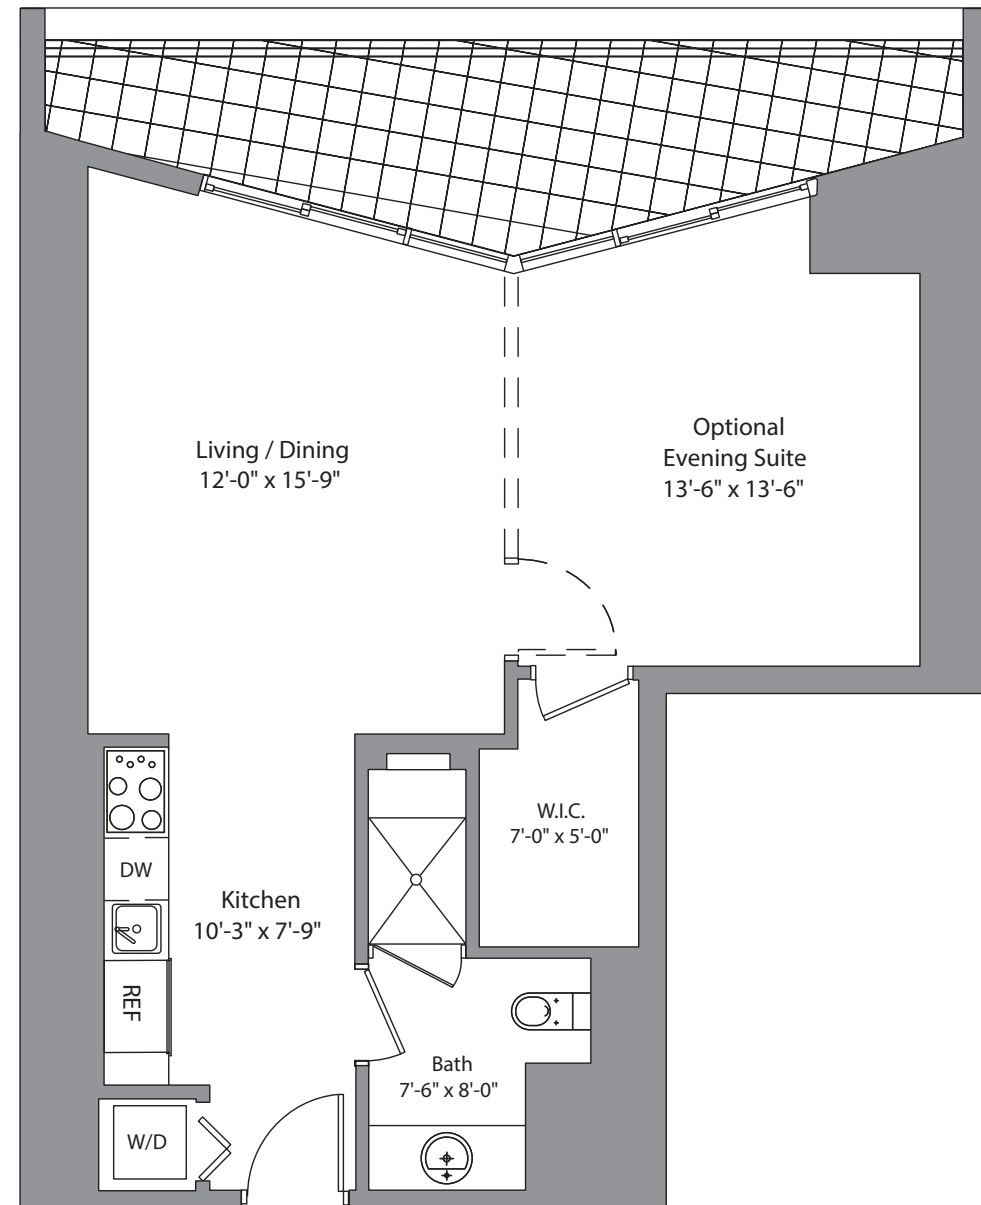 Living / Dining
12'-0" x 15'-9"
Optional
Evening Suite
13'-6" x 13'-6"
W.I.C.
7'-0" x 5'-0"
DW
Kitchen
10'-3" x 7'-9"
REF
Bath
7'-6" x 8'-0"
W/D